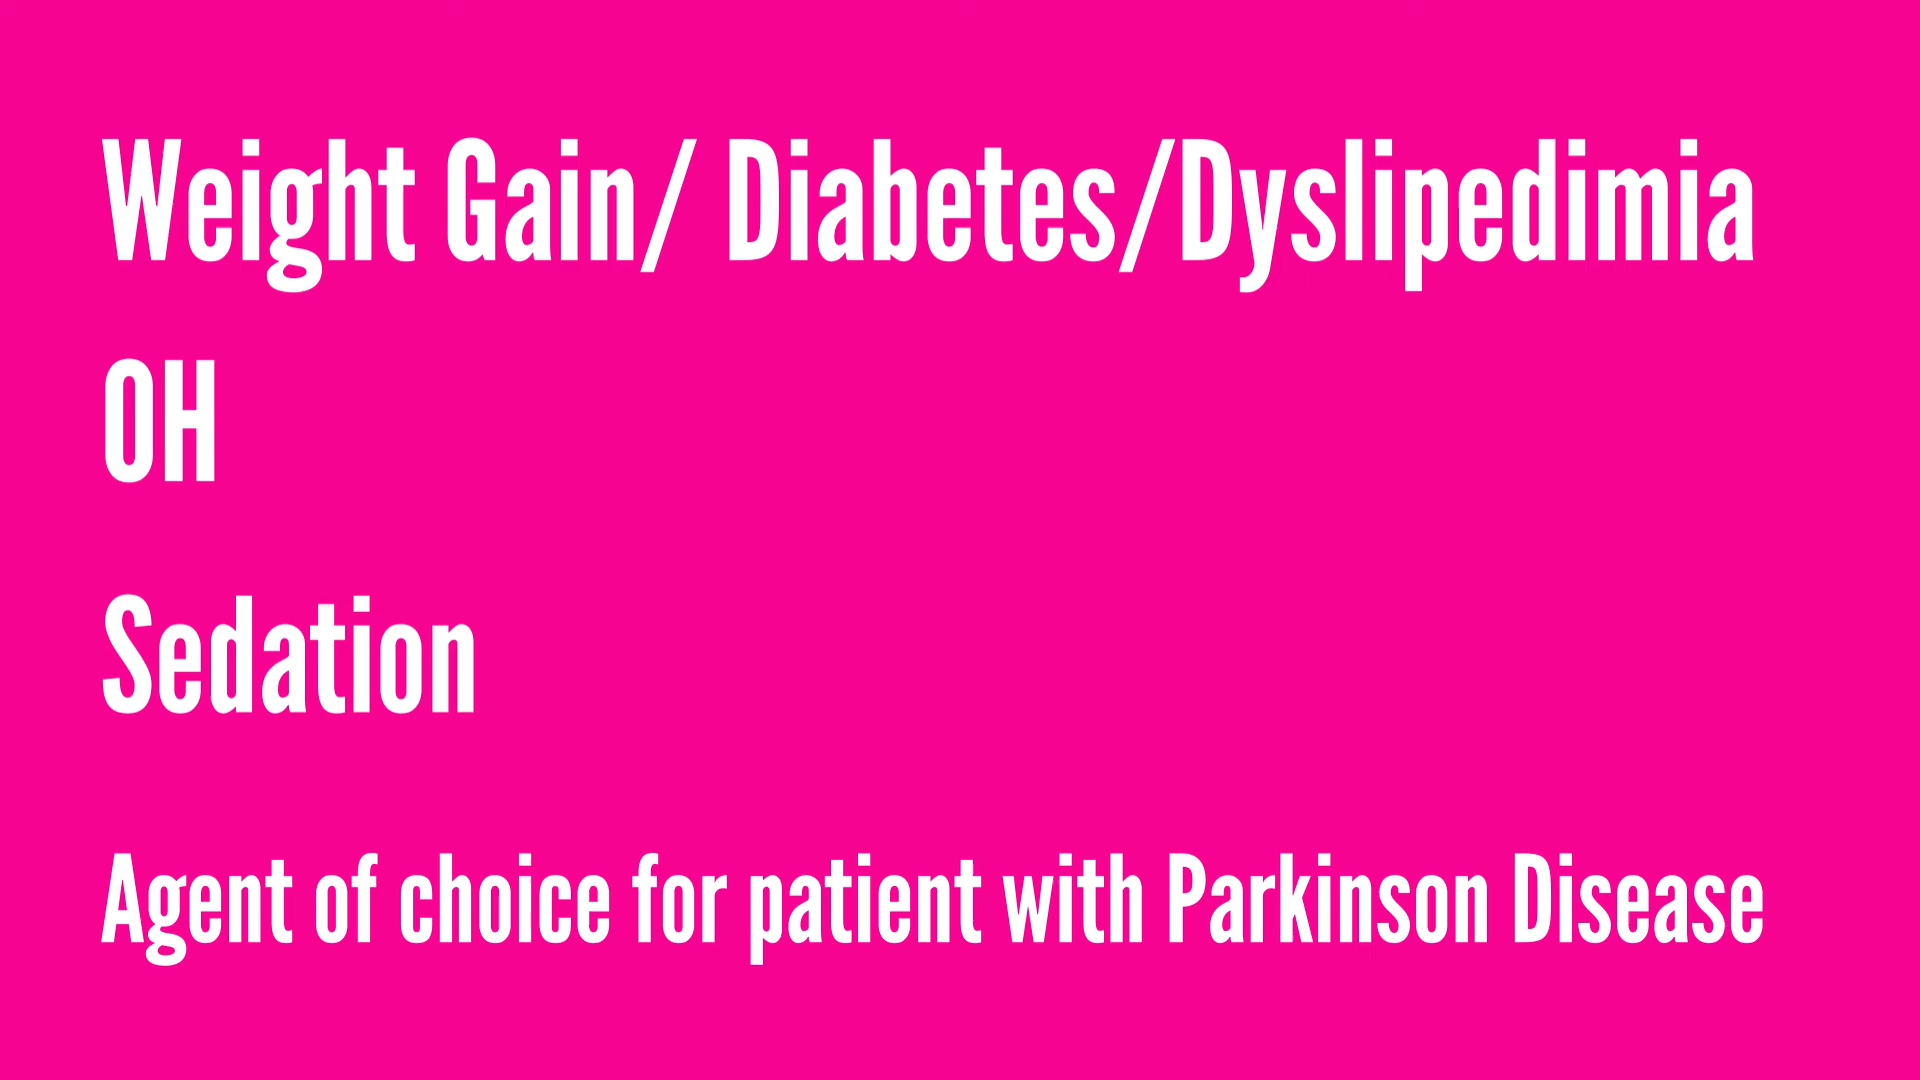 Weight Gain/ Diabetes/Dyslipedimia
OH
Sedation
Agent of choice for patient with Parkinson Disease